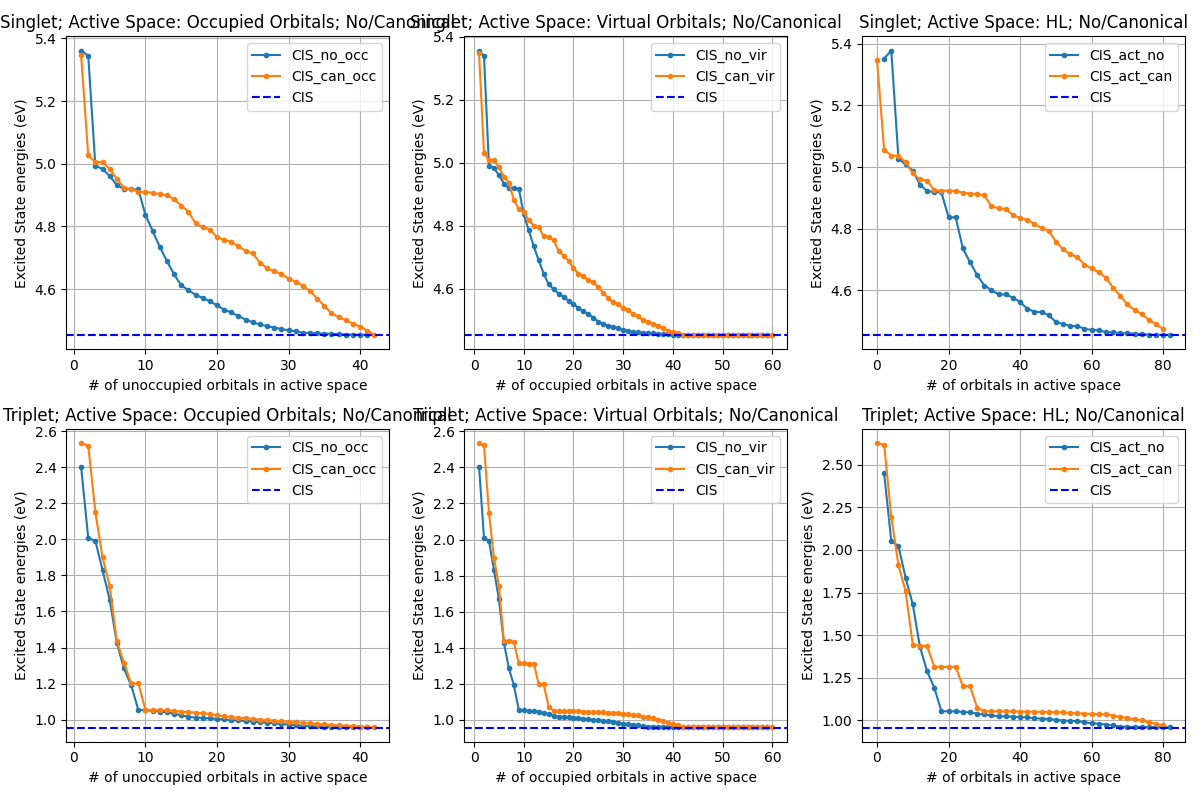 Singlet; Active Space: Occupied Orbitals; No/Canonical
CIS_no_occ
CIS_can_occ
CIS
5.4
5.2
5.0
4.8
4.6
Excited State energies (eV)
0 10 20 30 40
# of unoccupied orbitals in active space
Singlet; Active Space: Virtual Orbitals; No/Canonical
CIS_no_vir
CIS_can_vir
CIS
5.4
5.2
5.0
4.8
4.6
Excited State energies (eV)
0 10 20 30 40 50 60
# of occupied orbitals in active space
Singlet; Active Space: HL; No/Canonical
CIS_act_no
CIS_act_can
CIS
5.4
5.2
5.0
4.8
4.6
Excited State energies (eV)
0 20 40 60 80
# of orbitals in active space
Triplet; Active Space: Occupied Orbitals; No/Canonical
CIS_no_occ
CIS_can_occ
CIS
2.6
2.4
2.2
2.0
1.8
1.6
1.4
1.2
1.0
Excited State energies (eV)
0 10 20 30 40
# of unoccupied orbitals in active space
Triplet; Active Space: Virtual Orbitals; No/Canonical
CIS_no_vir
CIS_can_vir
CIS
2.6
2.4
2.2
2.0
1.8
1.6
1.4
1.2
1.0
Excited State energies (eV)
0 10 20 30 40 50 60
# of occupied orbitals in active space
Triplet; Active Space: HL; No/Canonical
CIS_act_no
CIS_act_can
CIS
2.50
2.25
2.00
1.75
1.50
1.25
1.00
Excited State energies (eV)
0 20 40 60 80
# of orbitals in active space